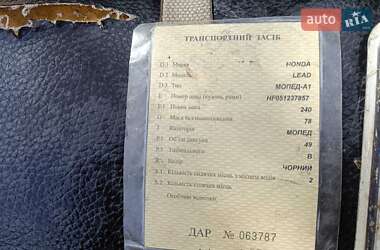 auto.ria.com
ТРАНСПОРТНИЙ ЗАСІБ
D.1 Марка HONDA
D.2 Модель LEAD
D.3 Тип МОПЕД-А1
E Номер шасі (кузова, рами) HF051237857
F.1 Повна маса 240
G Маса без навантаження 78
J Категорія МОПЕД
P.1 Об'єм двигуна 49
P.3 Тип пального B
R Колір ЧОРНИЙ
S.1 Кількість сидячих місць з місцем водія 2
S.2 Кількість стоячих місць
Особливі відмітки
ДАР № 063787